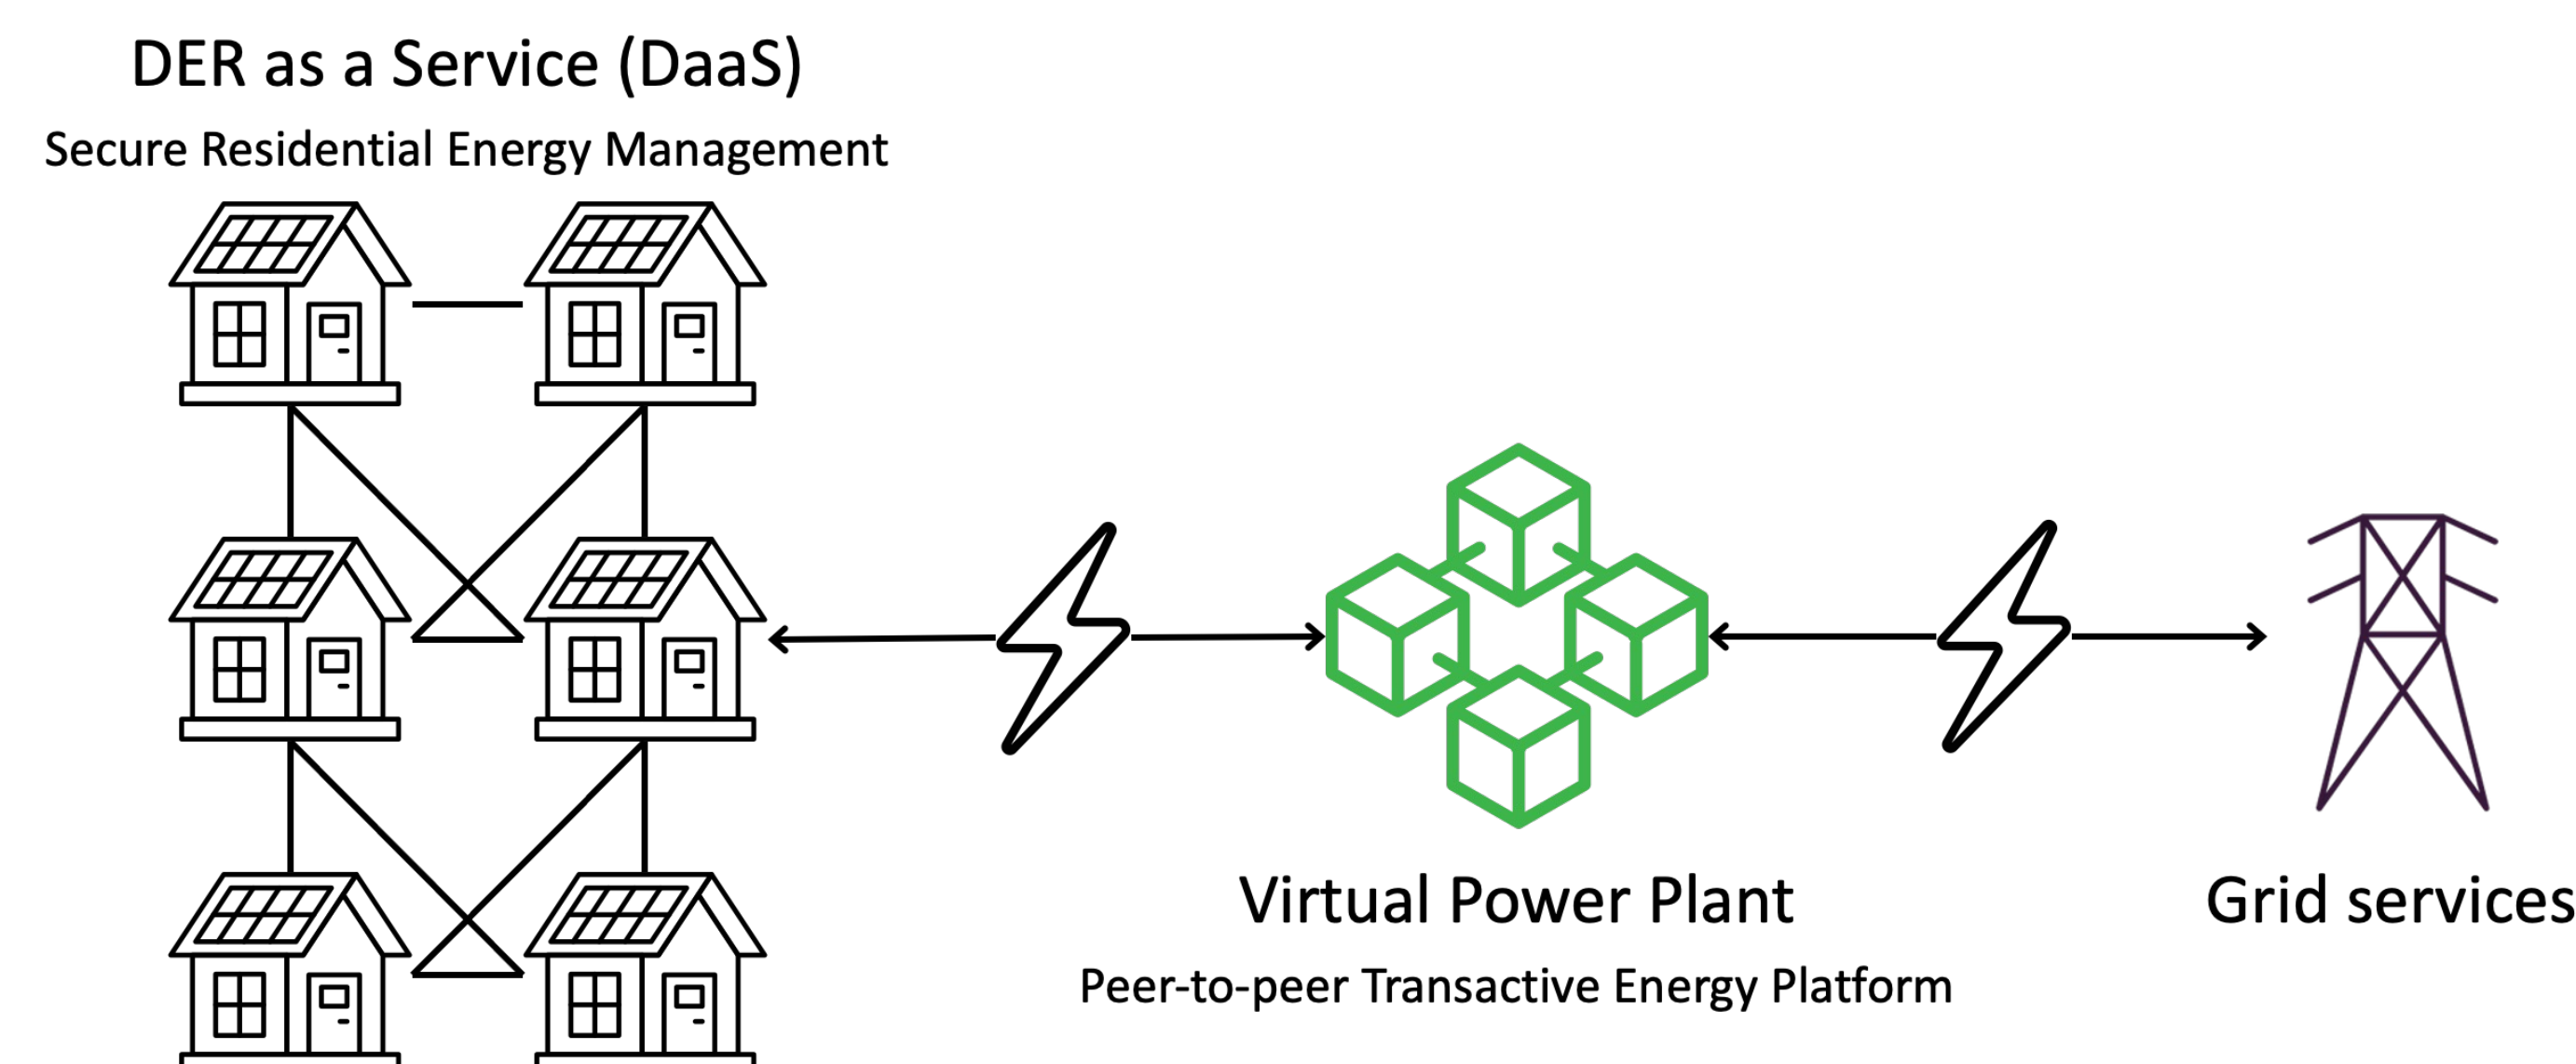 DER as a Service (DaaS)
Secure Residential Energy Management
Virtual Power Plant
Peer-to-peer Transactive Energy Platform
Grid services